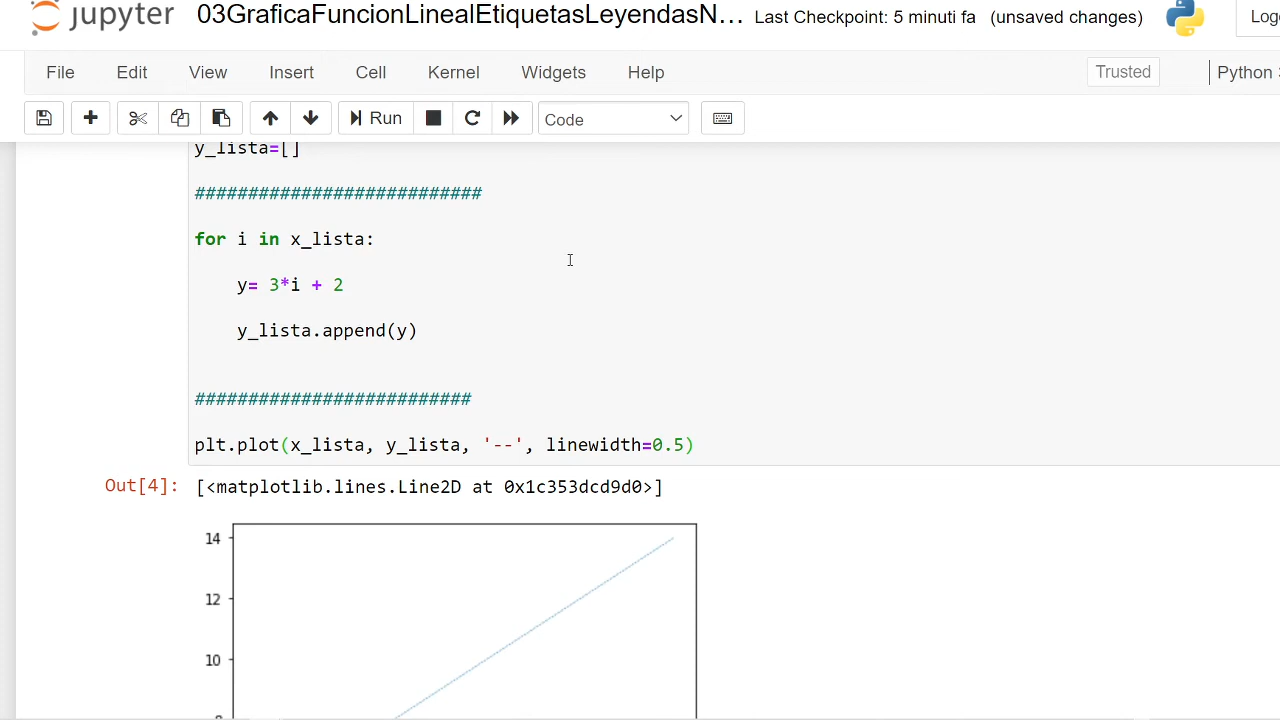 jupyter 03GraficaFuncionLinealEtiquetasLeyendasN... Last Checkpoint: 5 minuti fa (unsaved changes)
File Edit View Insert Cell Kernel Widgets Help Trusted Python
Run Code
y_lista=[]
###########################
for i in x_lista:
y= 3*i + 2
y_lista.append(y)
##########################
plt.plot(x_lista, y_lista, '--', linewidth=0.5)
Out[4]: [<matplotlib.lines.Line2D at 0x1c353dcd9d0>]
14
12
10